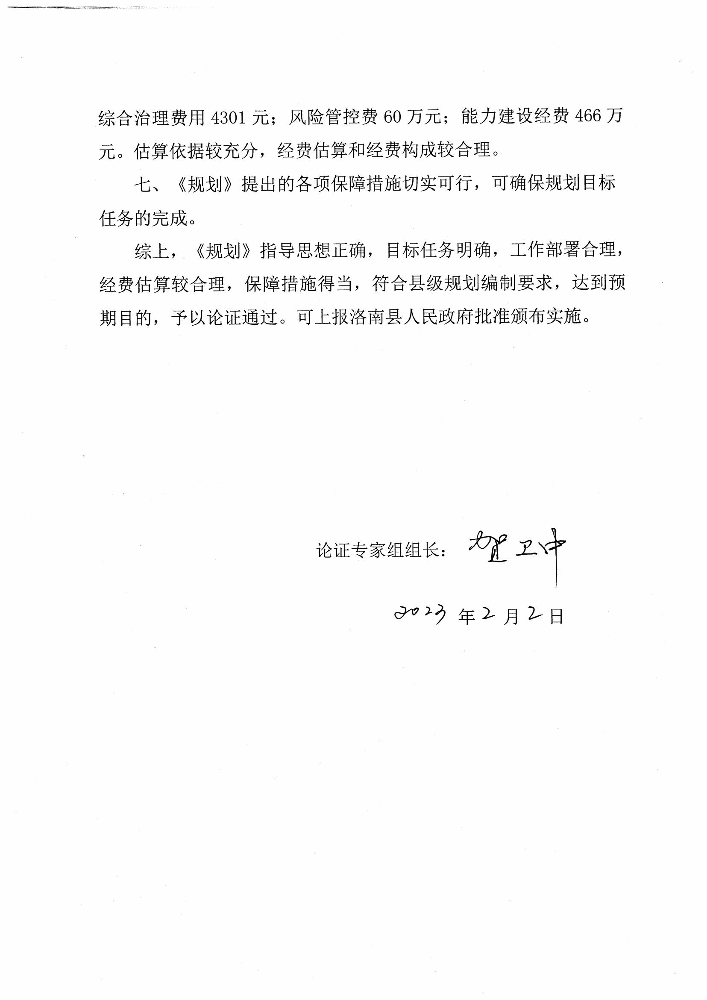 综合治理费用 4301 元；风险管控费 60 万元；能力建设经费 466 万
元。估算依据较充分，经费估算和经费构成较合理。
七、《规划》提出的各项保障措施切实可行，可确保规划目标
任务的完成。
综上，《规划》指导思想正确，目标任务明确，工作部署合理，
经费估算较合理，保障措施得当，符合县级规划编制要求，达到预
期目的，予以论证通过。可上报洛南县人民政府批准颁布实施。
论证专家组组长：贺卫中
2023 年 2 月 2 日